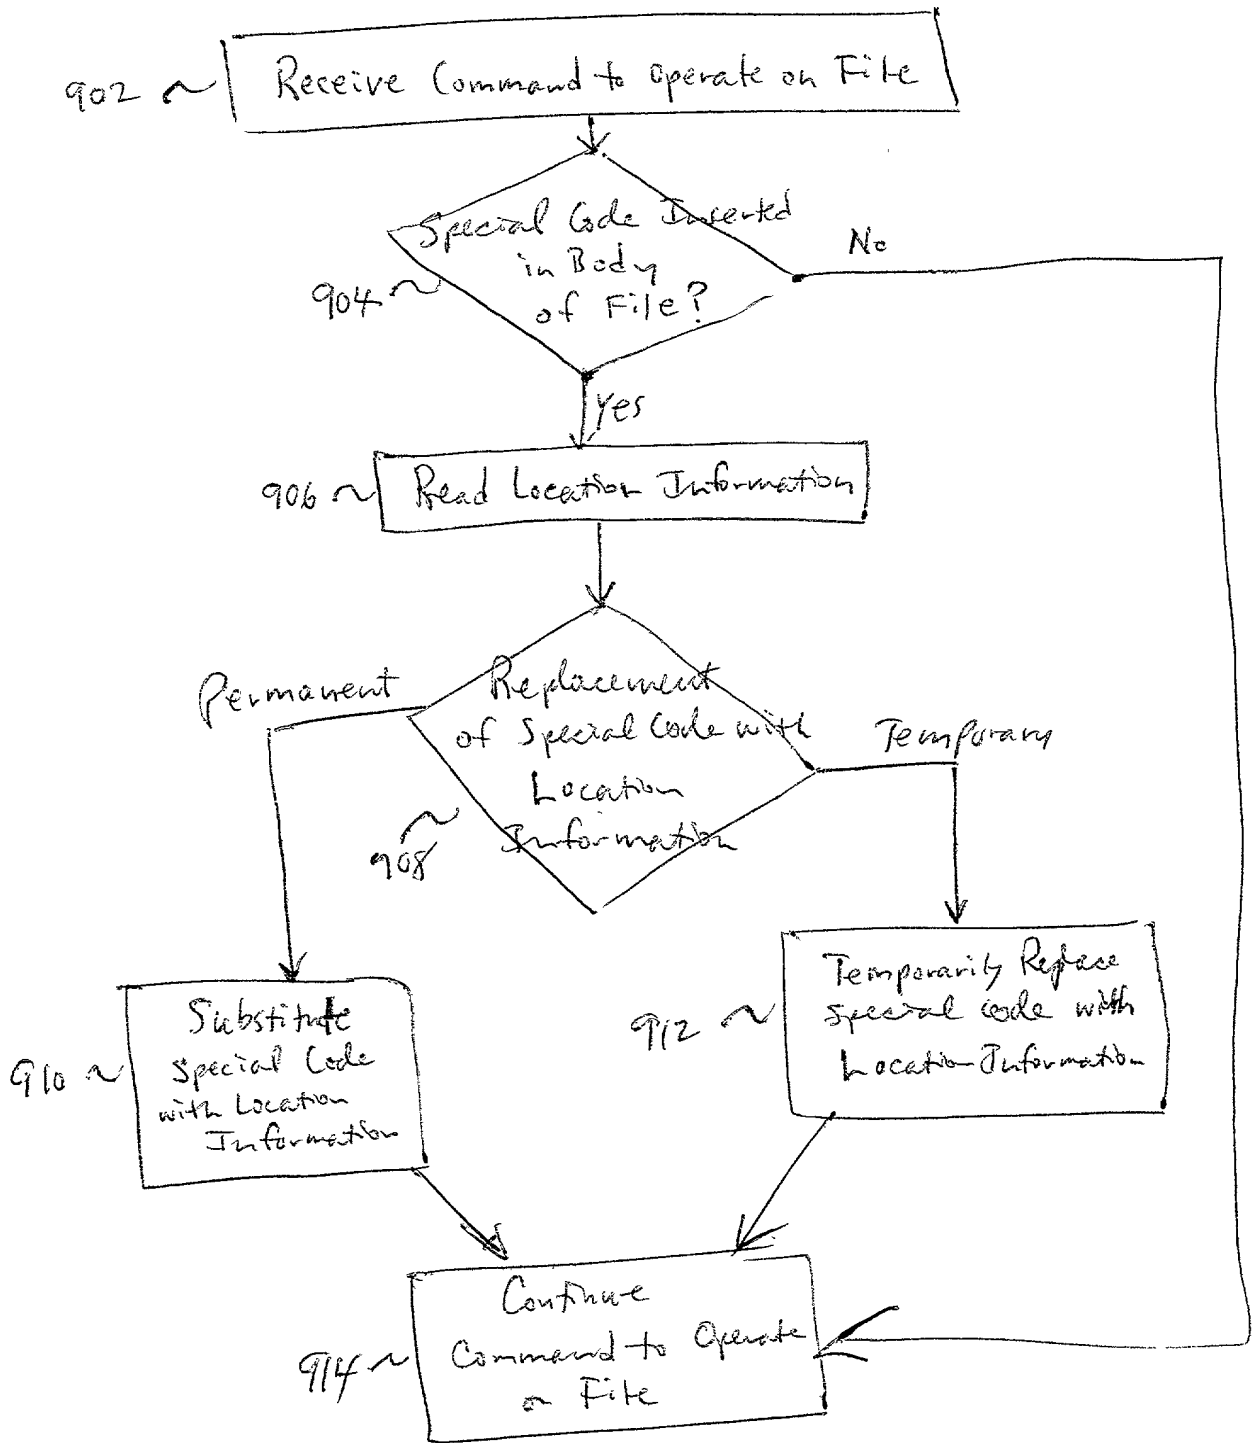 902 Receive Command to operate on File
Special Code Inserted
in Body
904 of File?
No
Yes
906 Read Location Information
Permanent
Replacement
of Special Code with
Location
Information
908
Temporary
Substitute
910 Special Code
with Location
Information
Temporarily Replace
912 special code with
Location Information
Continue
914 Command to Operate
on File